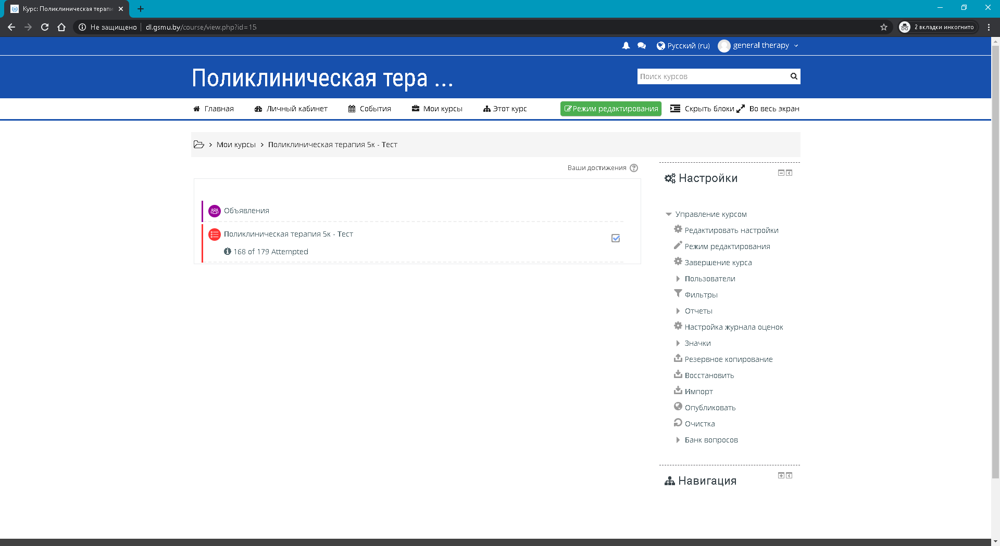 Курс: Поликлиническая терапи
Не защищено
dl.gsmu.by/course/view.php?id=15
2 вкладки инкогнито
Русский (ru)
general therapy
Поликлиническая тера ...
Поиск курсов
Главная
Личный кабинет
События
Мои курсы
Этот курс
Режим редактирования
Скрыть блоки
Во весь экран
Мои курсы
Поликлиническая терапия 5к - Тест
Ваши достижения
Объявления
Поликлиническая терапия 5к - Тест
168 of 179 Attempted
Настройки
Управление курсом
Редактировать настройки
Режим редактирования
Завершение курса
Пользователи
Фильтры
Отчеты
Настройка журнала оценок
Значки
Резервное копирование
Восстановить
Импорт
Опубликовать
Очистка
Банк вопросов
Навигация